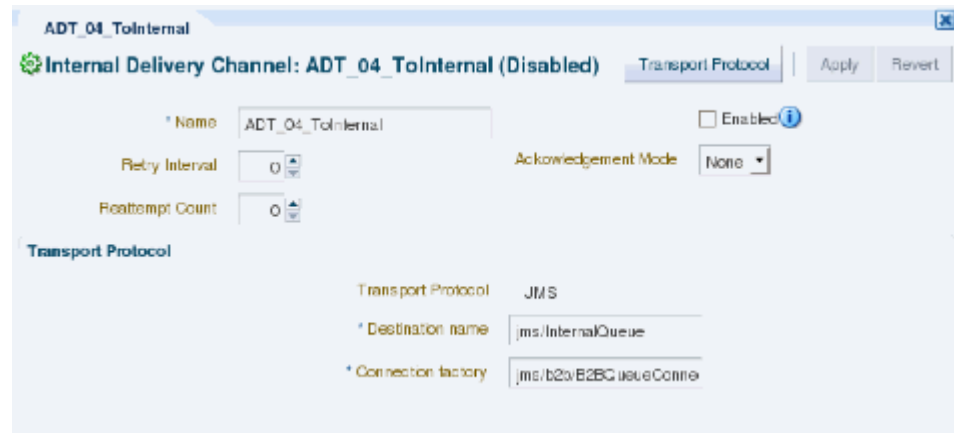 ADT_04_ToInternal
Internal Delivery Channel: ADT_04_ToInternal (Disabled) Transport Protocol Apply Revert
* Name ADT_04_ToInternal Enabled
Retry Interval 0 Ackowledgement Mode None
Reattempt Count 0
Transport Protocol
Transport Protocol JMS
* Destination name jms/InternalQueue
* Connection factory jms/b2b/B2BQueueConne